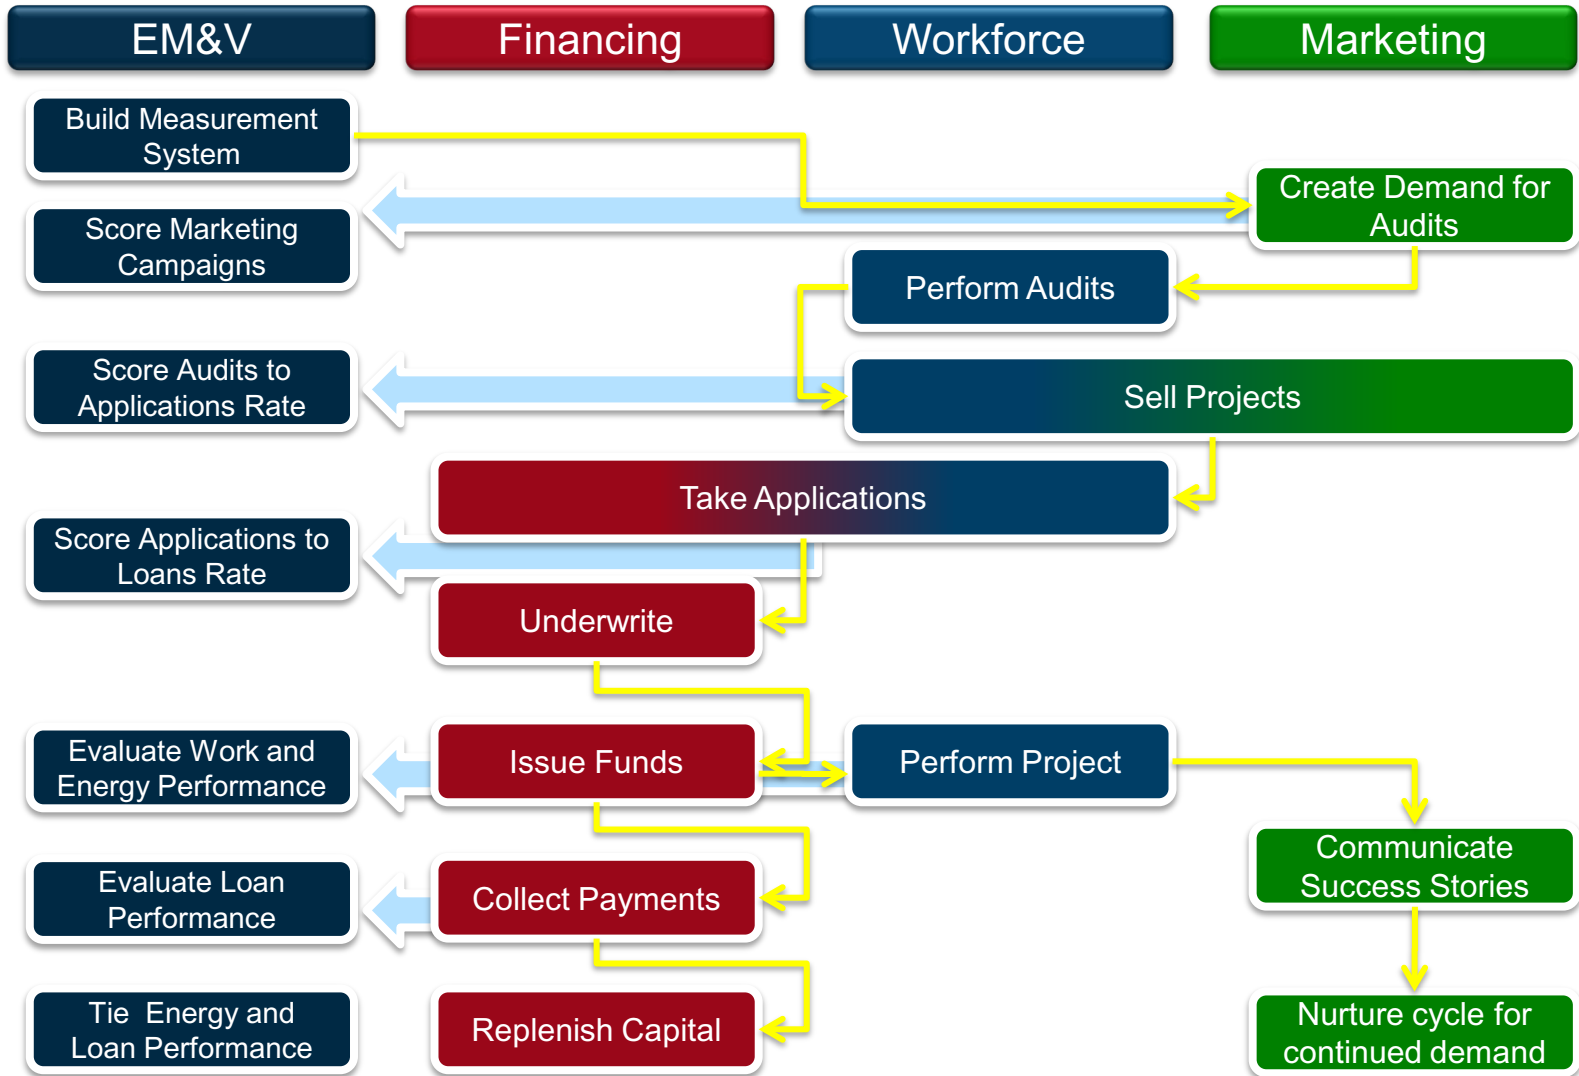 EM&V
Financing
Workforce
Marketing
Build Measurement
System
Create Demand for
Audits
Score Marketing
Campaigns
Perform Audits
Score Audits to
Applications Rate
Sell Projects
Take Applications
Score Applications to
Loans Rate
Underwrite
Evaluate Work and
Energy Performance
Issue Funds
Perform Project
Communicate
Success Stories
Evaluate Loan
Performance
Collect Payments
Tie Energy and
Loan Performance
Replenish Capital
Nurture cycle for
continued demand